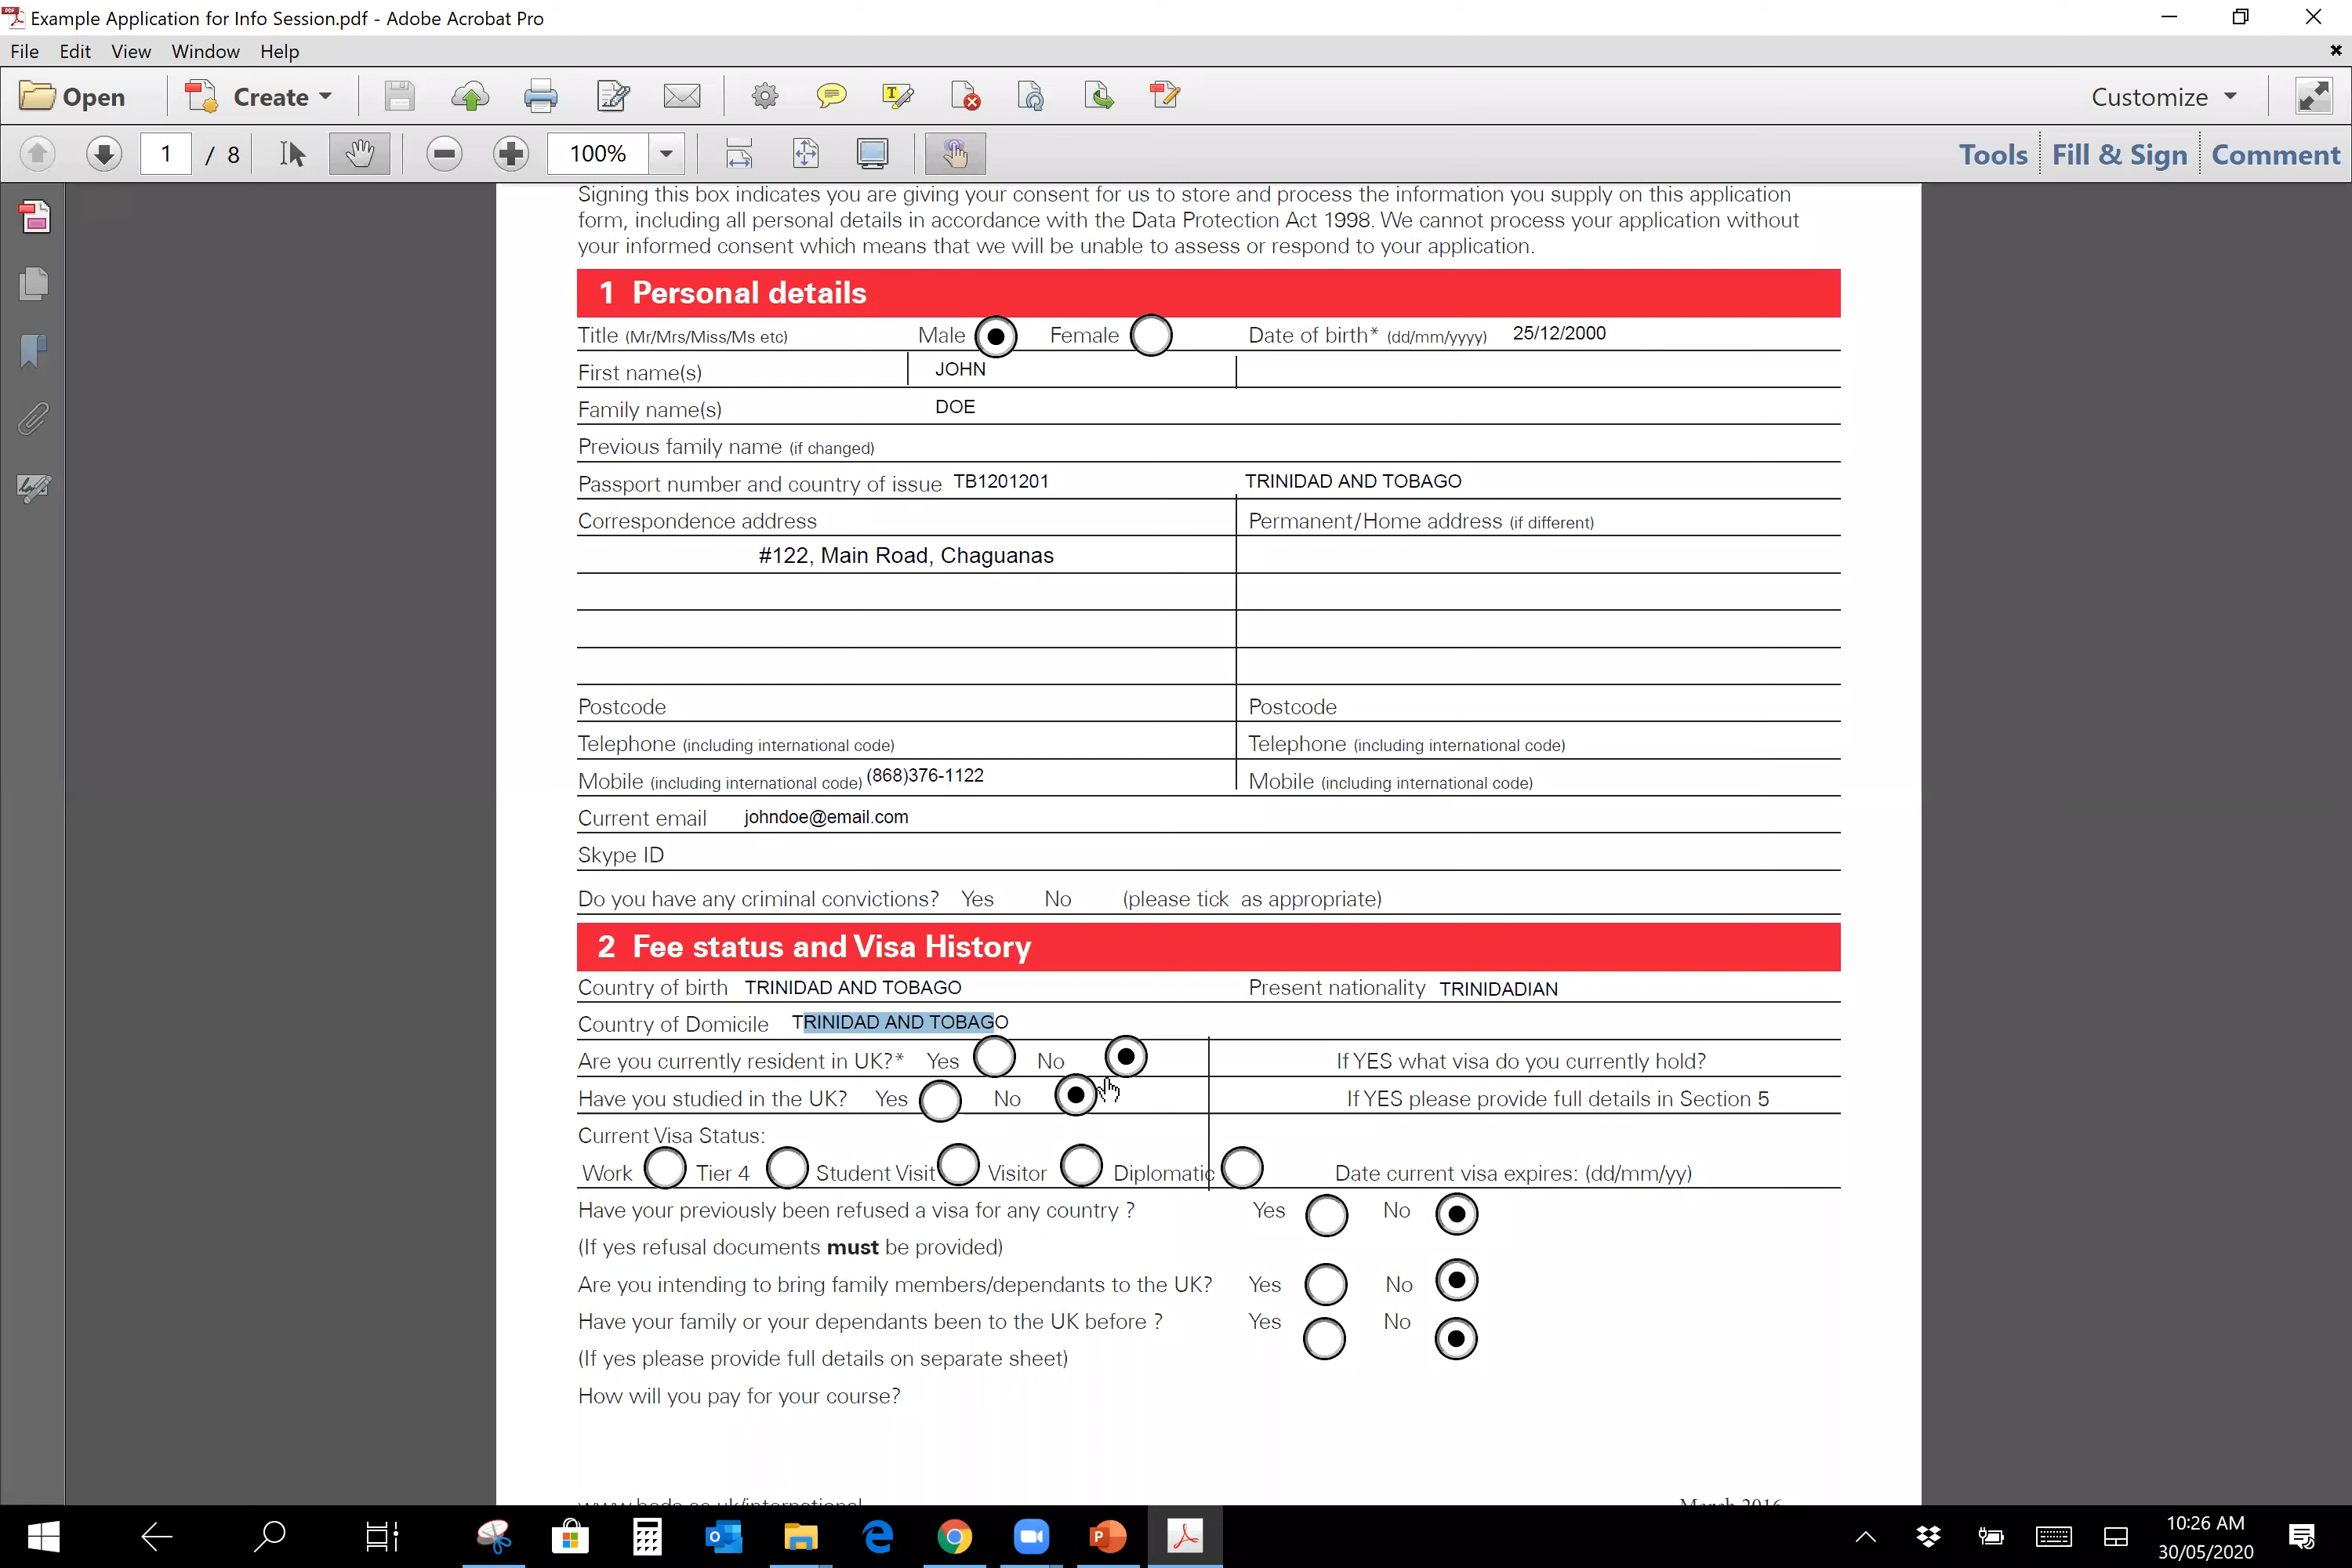 Example Application for Info Session.pdf - Adobe Acrobat Pro
File Edit View Window Help
Open Create Customize
1 / 8 100% Tools Fill & Sign Comment
Signing this box indicates you are giving your consent for us to store and process the information you supply on this application
form, including all personal details in accordance with the Data Protection Act 1998. We cannot process your application without
your informed consent which means that we will be unable to assess or respond to your application.
1 Personal details
Title (Mr/Mrs/Miss/Ms etc) Male Female Date of birth* (dd/mm/yyyy) 25/12/2000
First name(s) JOHN
Family name(s) DOE
Previous family name (if changed)
Passport number and country of issue TB1201201 TRINIDAD AND TOBAGO
Correspondence address Permanent/Home address (if different)
#122, Main Road, Chaguanas
Postcode Postcode
Telephone (including international code) Telephone (including international code)
Mobile (including international code) (868)376-1122 Mobile (including international code)
Current email johndoe@email.com
Skype ID
Do you have any criminal convictions? Yes No (please tick as appropriate)
2 Fee status and Visa History
Country of birth TRINIDAD AND TOBAGO Present nationality TRINIDADIAN
Country of Domicile TRINIDAD AND TOBAGO
Are you currently resident in UK?* Yes No If YES what visa do you currently hold?
Have you studied in the UK? Yes No If YES please provide full details in Section 5
Current Visa Status:
Work Tier 4 Student Visit Visitor Diplomatic Date current visa expires: (dd/mm/yy)
Have your previously been refused a visa for any country ? Yes No
(If yes refusal documents must be provided)
Are you intending to bring family members/dependants to the UK? Yes No
Have your family or your dependants been to the UK before ? Yes No
(If yes please provide full details on separate sheet)
How will you pay for your course?
March 2016
10:26 AM
30/05/2020